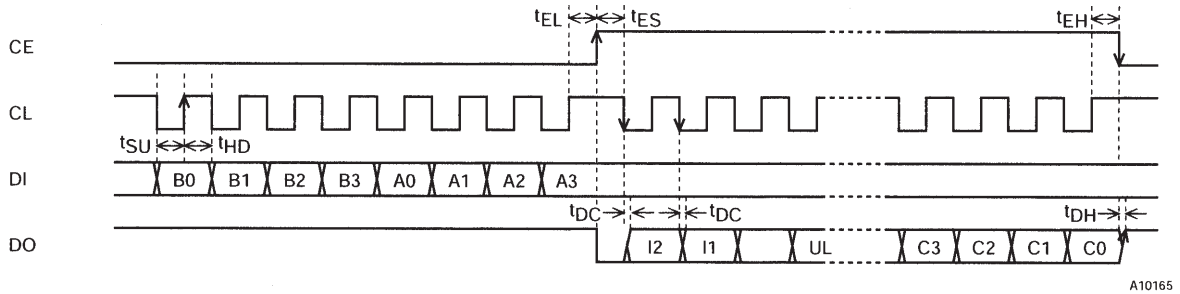 tEL tES tEH
CE
CL
tSU tHD
DI B0 B1 B2 B3 A0 A1 A2 A3
tDC tDC tDH
DO I2 I1 UL C3 C2 C1 C0
A10165